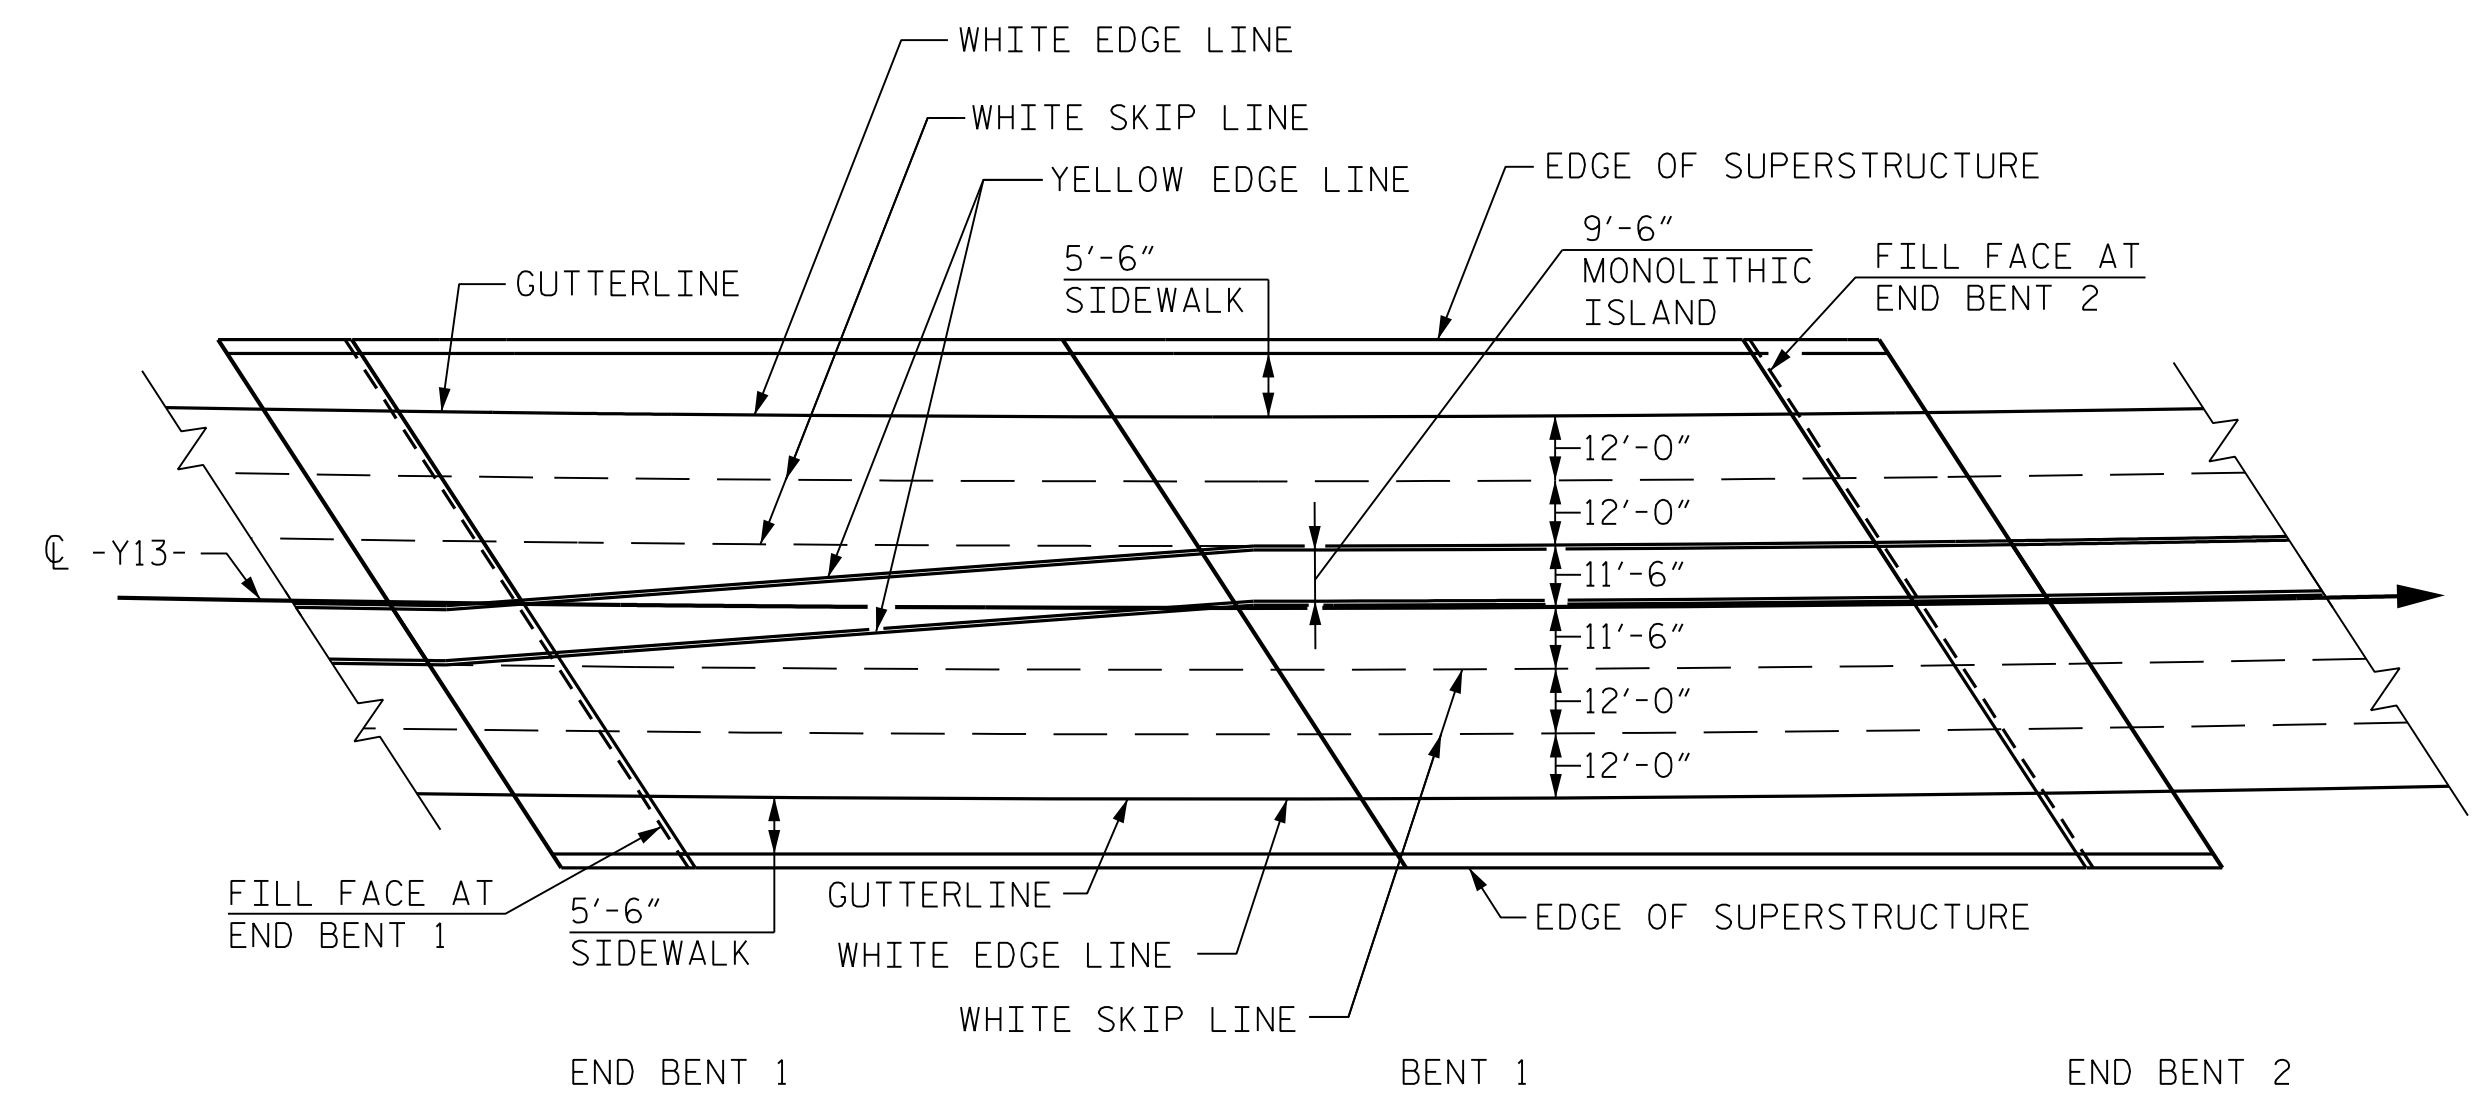 WHITE EDGE LINE
WHITE SKIP LINE
YELLOW EDGE LINE
EDGE OF SUPERSTRUCTURE
9'-6"
MONOLITHIC
ISLAND
5'-6"
SIDEWALK
FILL FACE AT
END BENT 2
GUTTERLINE
12'-0"
12'-0"
℄ -Y13-
11'-6"
11'-6"
12'-0"
12'-0"
FILL FACE AT
END BENT 1
5'-6"
SIDEWALK
GUTTERLINE
WHITE EDGE LINE
EDGE OF SUPERSTRUCTURE
WHITE SKIP LINE
END BENT 1
BENT 1
END BENT 2